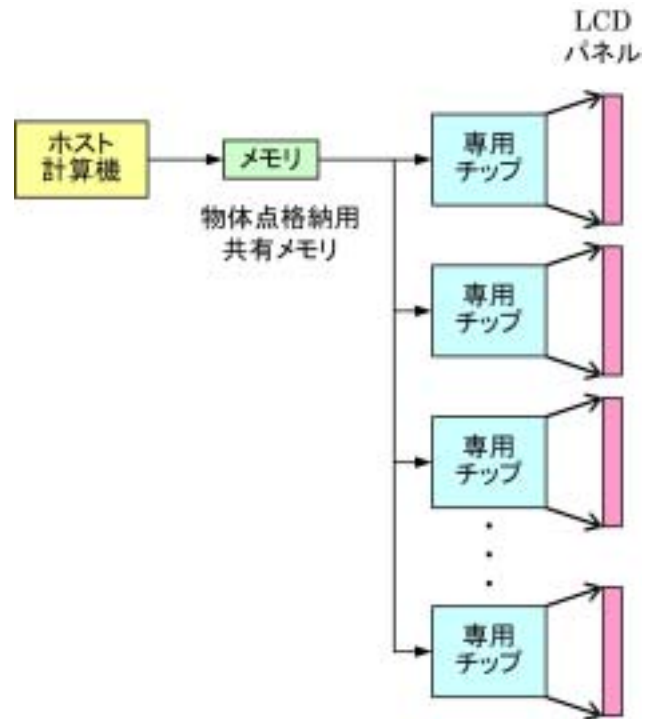 LCD
パネル
ホスト
計算機
メモリ
物体点格納用
共有メモリ
専用
チップ
専用
チップ
専用
チップ
専用
チップ